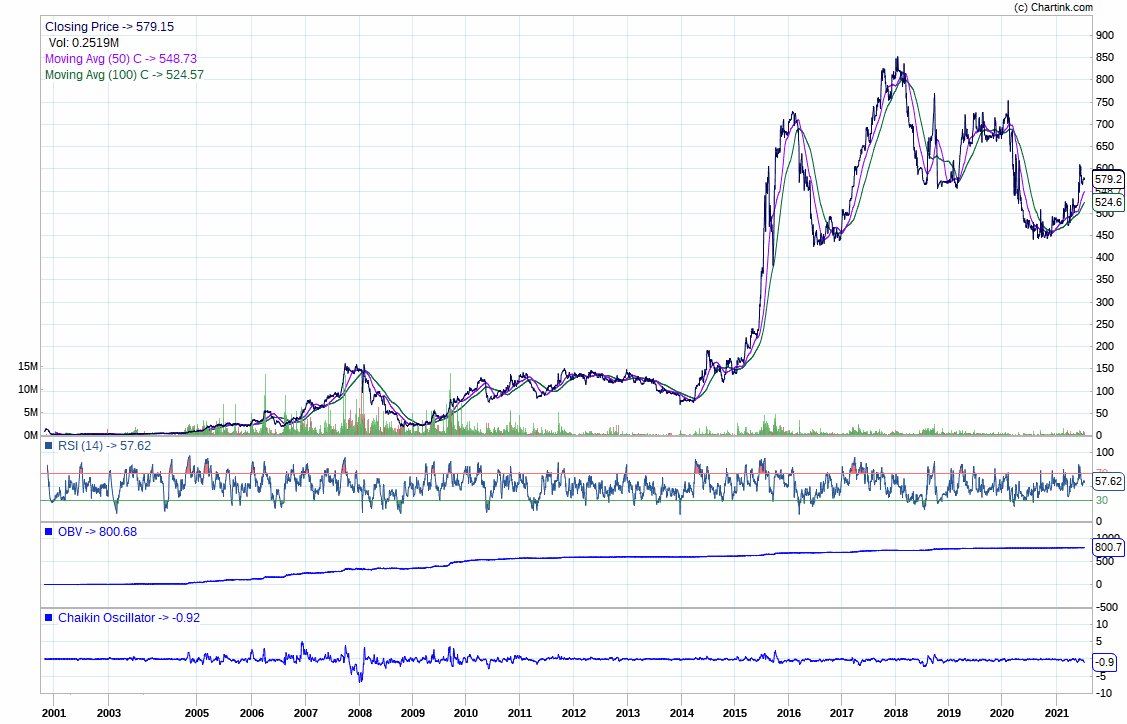 (c) Chartink.com
Closing Price -> 579.15
Vol: 0.2519M
Moving Avg (50) C -> 548.73
Moving Avg (100) C -> 524.57
900
850
800
750
700
650
600
579.2
548.7
524.6
500
450
400
350
300
250
200
150
100
50
0
15M
10M
5M
0M
RSI (14) -> 57.62
100
70
57.62
30
0
OBV -> 800.68
1000
800.7
500
0
-500
Chaikin Oscillator -> -0.92
10
5
-0.9
-5
-10
2001 2003 2005 2006 2007 2008 2009 2010 2011 2012 2013 2014 2015 2016 2017 2018 2019 2020 2021